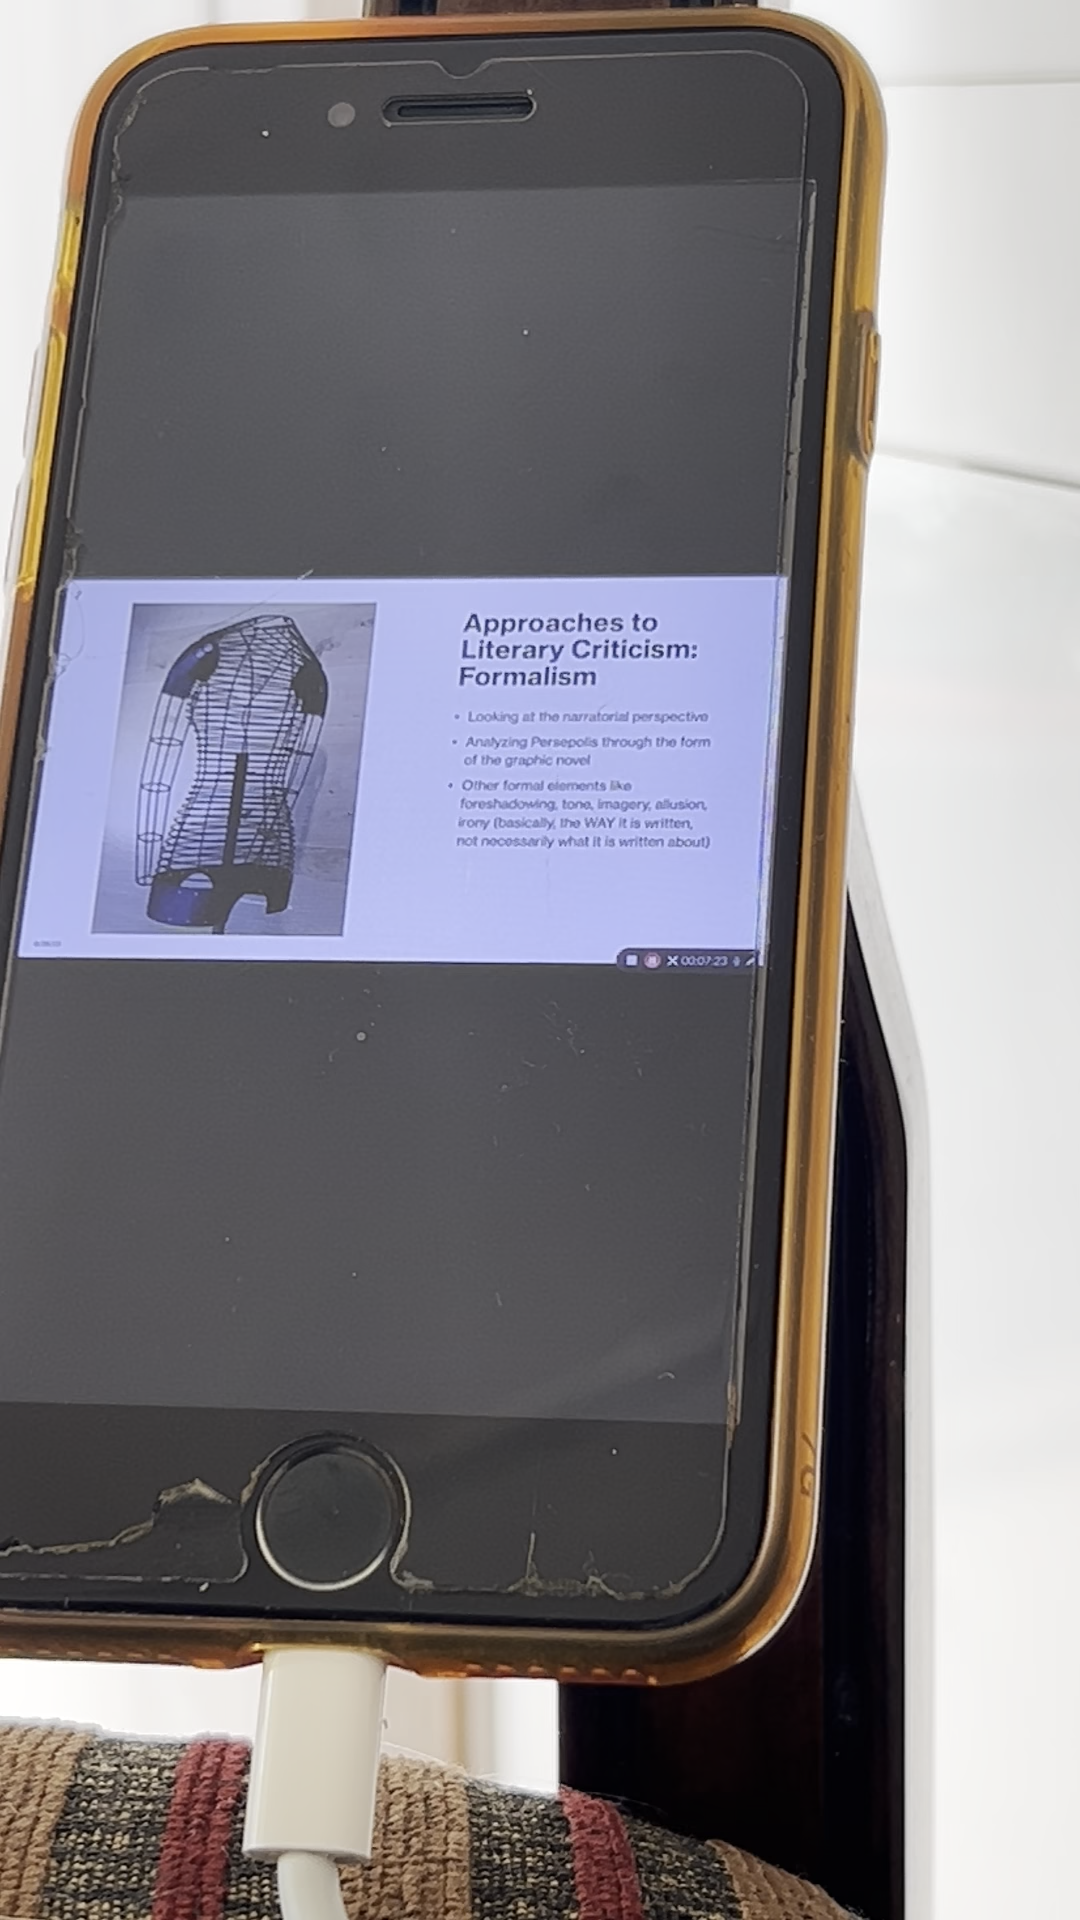 Approaches to
Literary Criticism:
Formalism
• Looking at the narratorial perspective
• Analyzing Persepolis through the form
of the graphic novel
• Other formal elements like
foreshadowing, tone, imagery, allusion,
irony (basically, the WAY it is written,
not necessarily what it is written about)
00:07:23